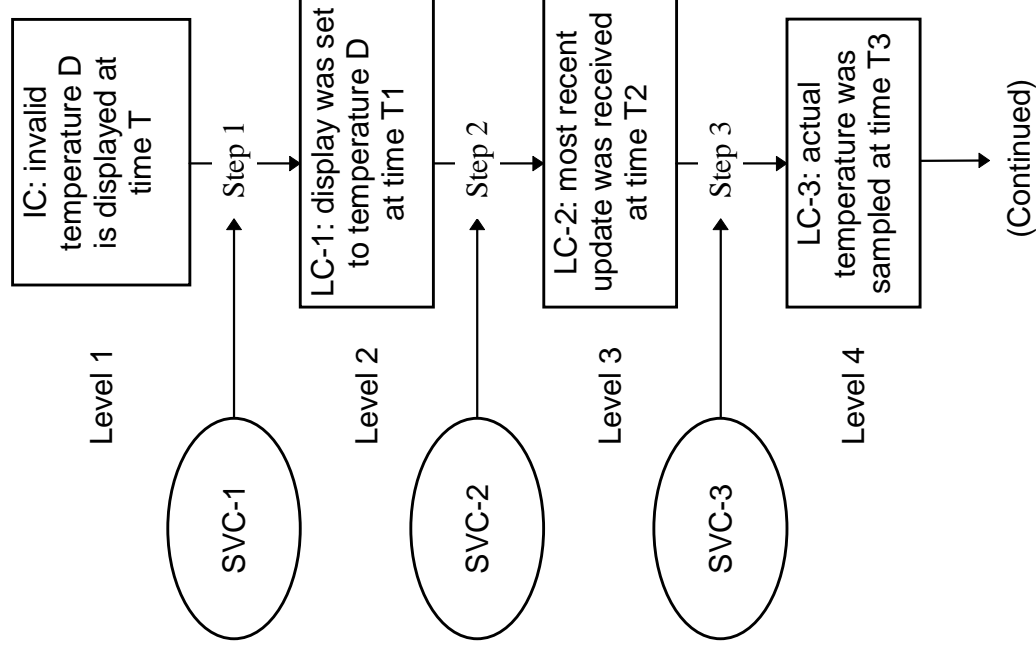 IC: invalid
temperature D
is displayed at
time T
Level 1
Step 1
SVC-1
LC-1: display was set
to temperature D
at time T1
Level 2
Step 2
SVC-2
LC-2: most recent
update was received
at time T2
Level 3
Step 3
SVC-3
LC-3: actual
temperature was
sampled at time T3
Level 4
(Continued)